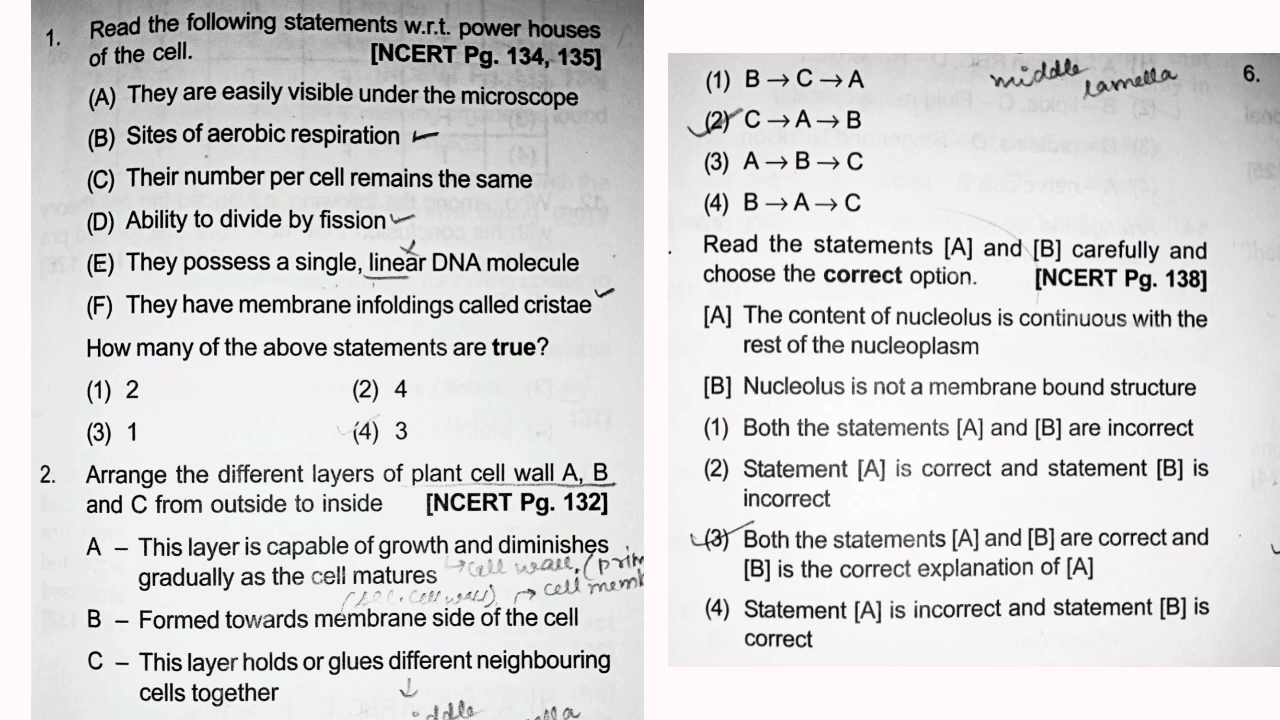 1. Read the following statements w.r.t. power houses
of the cell. [NCERT Pg. 134, 135]
(A) They are easily visible under the microscope
(B) Sites of aerobic respiration
(C) Their number per cell remains the same
(D) Ability to divide by fission
(E) They possess a single, linear DNA molecule
(F) They have membrane infoldings called cristae
How many of the above statements are true?
(1) 2 (2) 4
(3) 1 (4) 3
2. Arrange the different layers of plant cell wall A, B
and C from outside to inside [NCERT Pg. 132]
A – This layer is capable of growth and diminishes
gradually as the cell matures
→cell wall (prim
(sec. cell wall) → cell memb
B – Formed towards membrane side of the cell
C – This layer holds or glues different neighbouring
cells together
(1) B → C → A middle
lamella
6.
(2) C → A → B
(3) A → B → C
(4) B → A → C
Read the statements [A] and [B] carefully and
choose the correct option. [NCERT Pg. 138]
[A] The content of nucleolus is continuous with the
rest of the nucleoplasm
[B] Nucleolus is not a membrane bound structure
(1) Both the statements [A] and [B] are incorrect
(2) Statement [A] is correct and statement [B] is
incorrect
(3) Both the statements [A] and [B] are correct and
[B] is the correct explanation of [A]
(4) Statement [A] is incorrect and statement [B] is
correct